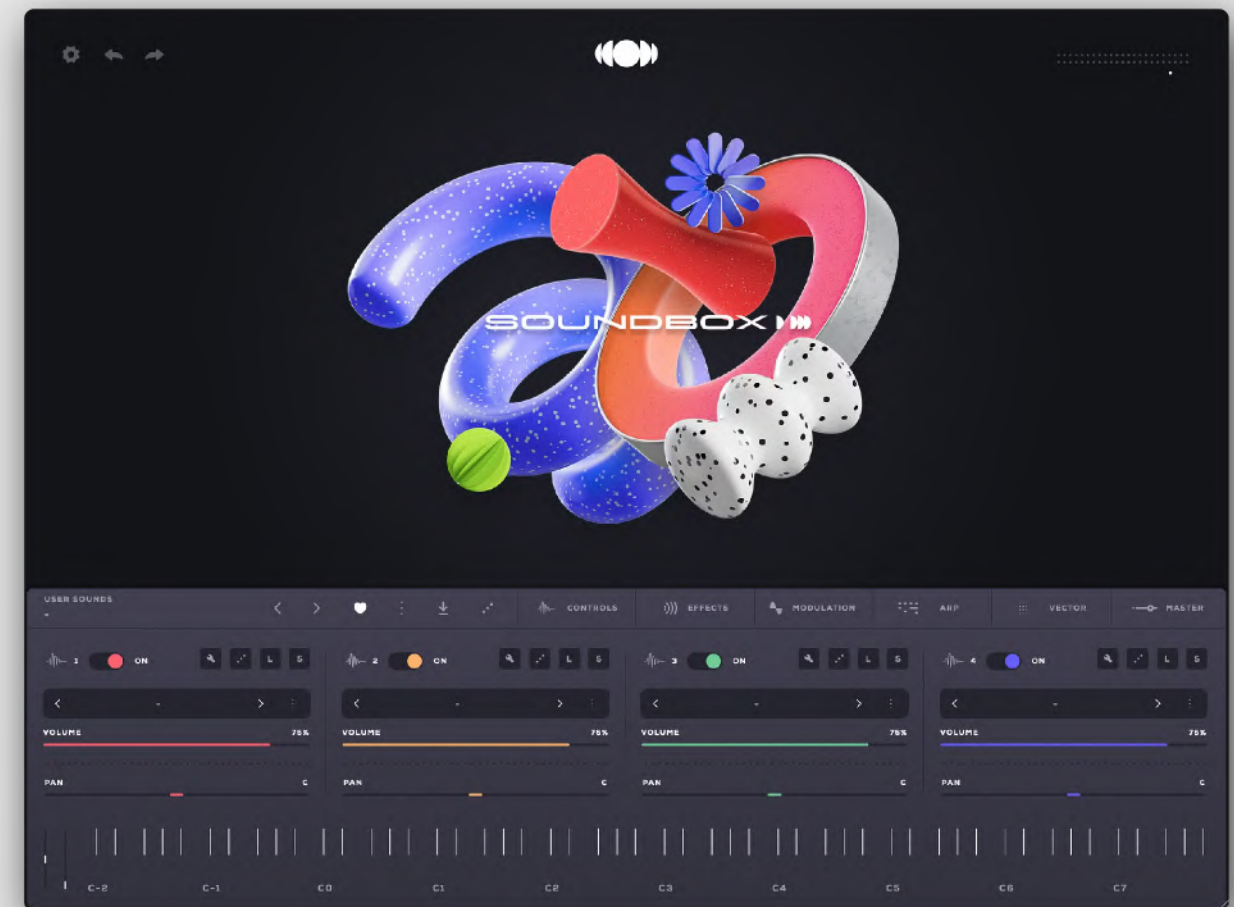 SOUNDBOX
USER SOUNDS
-
CONTROLS
EFFECTS
MODULATION
ARP
VECTOR
MASTER
1 ON L S
2 ON L S
3 ON L S
4 ON L S
- - - -
VOLUME 75% VOLUME 75% VOLUME 75% VOLUME 75%
PAN C PAN C PAN C PAN C
C-2 C-1 C0 C1 C2 C3 C4 C5 C6 C7